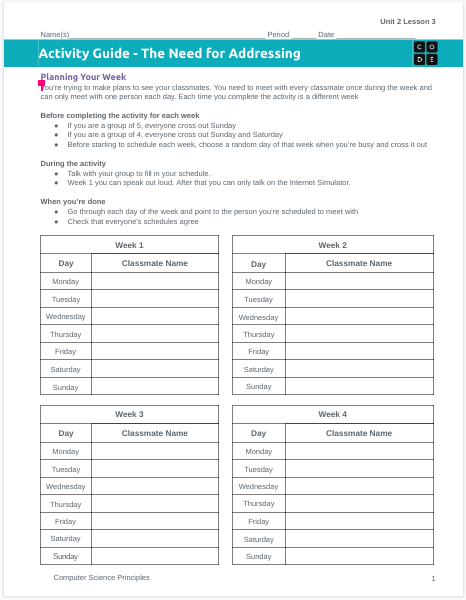 Unit 2 Lesson 3
Name(s) Period Date
Activity Guide - The Need for Addressing
C O
D E
Planning Your Week
You're trying to make plans to see your classmates. You need to meet with every classmate once during the week and
can only meet with one person each day. Each time you complete the activity is a different week
Before completing the activity for each week
● If you are a group of 5, everyone cross out Sunday
● If you are a group of 4, everyone cross out Sunday and Saturday
● Before starting to schedule each week, choose a random day of that week when you're busy and cross it out
During the activity
● Talk with your group to fill in your schedule.
● Week 1 you can speak out loud. After that you can only talk on the Internet Simulator.
When you're done
● Go through each day of the week and point to the person you're scheduled to meet with
● Check that everyone's schedules agree
Week 1
Day Classmate Name
Monday
Tuesday
Wednesday
Thursday
Friday
Saturday
Sunday
Week 2
Day Classmate Name
Monday
Tuesday
Wednesday
Thursday
Friday
Saturday
Sunday
Week 3
Day Classmate Name
Monday
Tuesday
Wednesday
Thursday
Friday
Saturday
Sunday
Week 4
Day Classmate Name
Monday
Tuesday
Wednesday
Thursday
Friday
Saturday
Sunday
Computer Science Principles 1